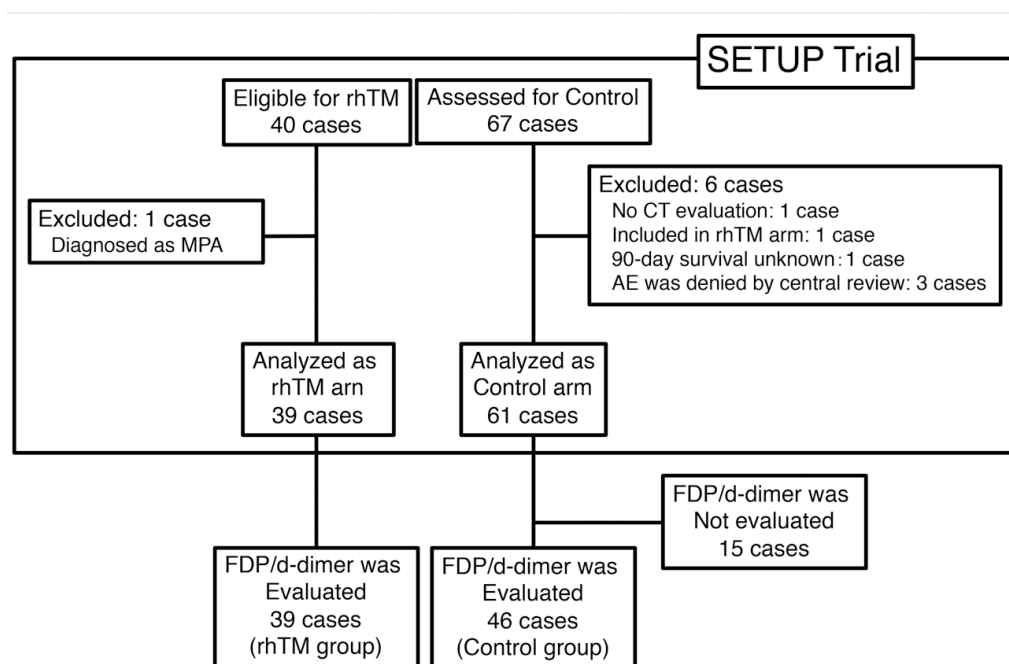 SETUP Trial
Eligible for rhTM
40 cases
Assessed for Control
67 cases
Excluded: 1 case
Diagnosed as MPA
Excluded: 6 cases
No CT evaluation: 1 case
Included in rhTM arm: 1 case
90-day survival unknown: 1 case
AE was denied by central review: 3 cases
Analyzed as
rhTM arn
39 cases
Analyzed as
Control arm
61 cases
FDP/d-dimer was
Not evaluated
15 cases
FDP/d-dimer was
Evaluated
39 cases
(rhTM group)
FDP/d-dimer was
Evaluated
46 cases
(Control group)